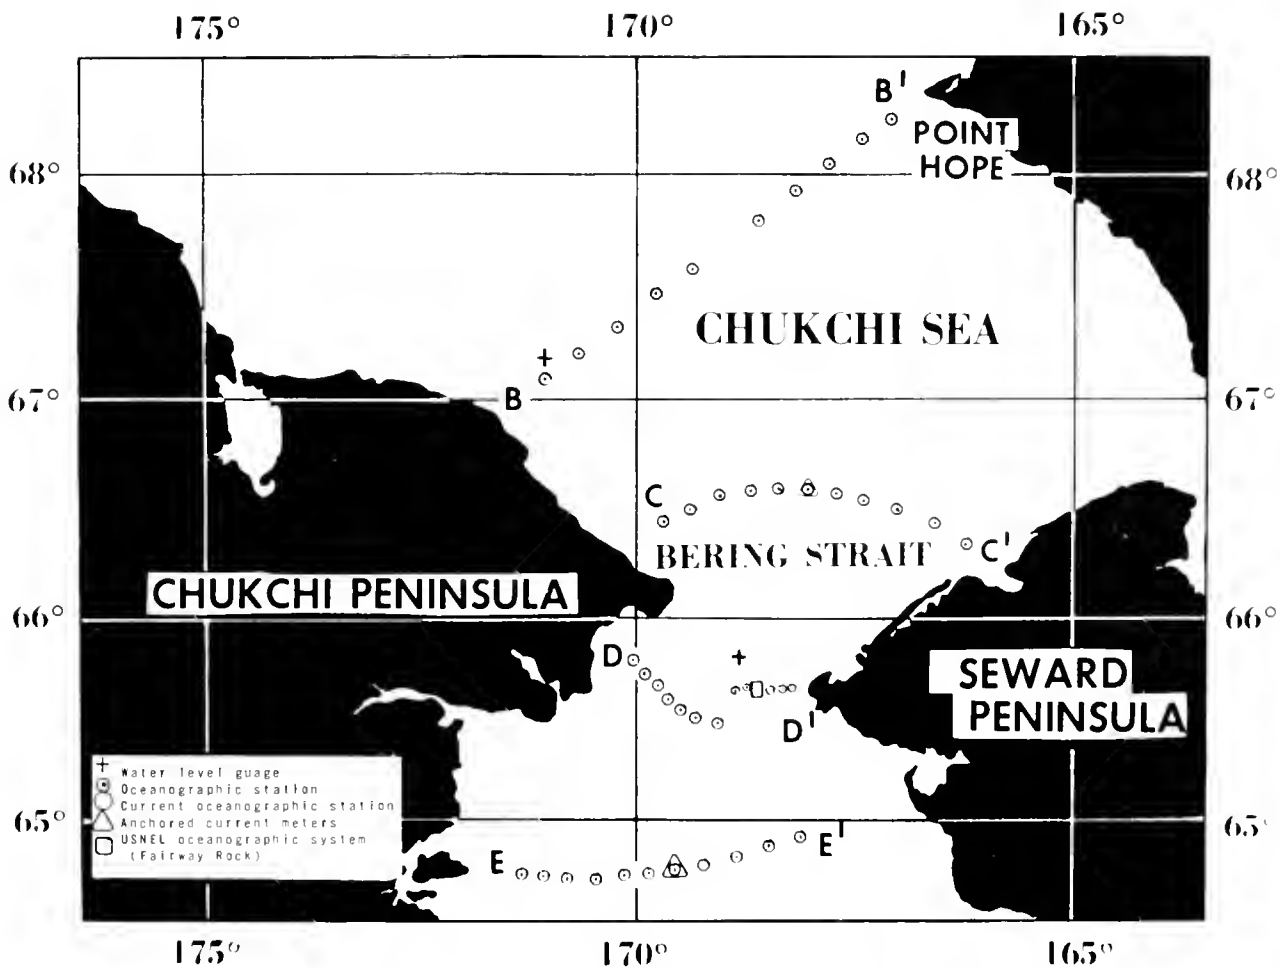 175° 170° 165°
B'
POINT
HOPE
68° 68°
CHUKCHI SEA
67° B 67°
C
BERING STRAIT C'
CHUKCHI PENINSULA
66° 66°
D
SEWARD
PENINSULA
D'
+ Water level guage
Oceanographic station
Current oceanographic station
Anchored current meters
USNEL oceanographic system
(Fairway Rock)
65° 65°
E E'
175° 170° 165°